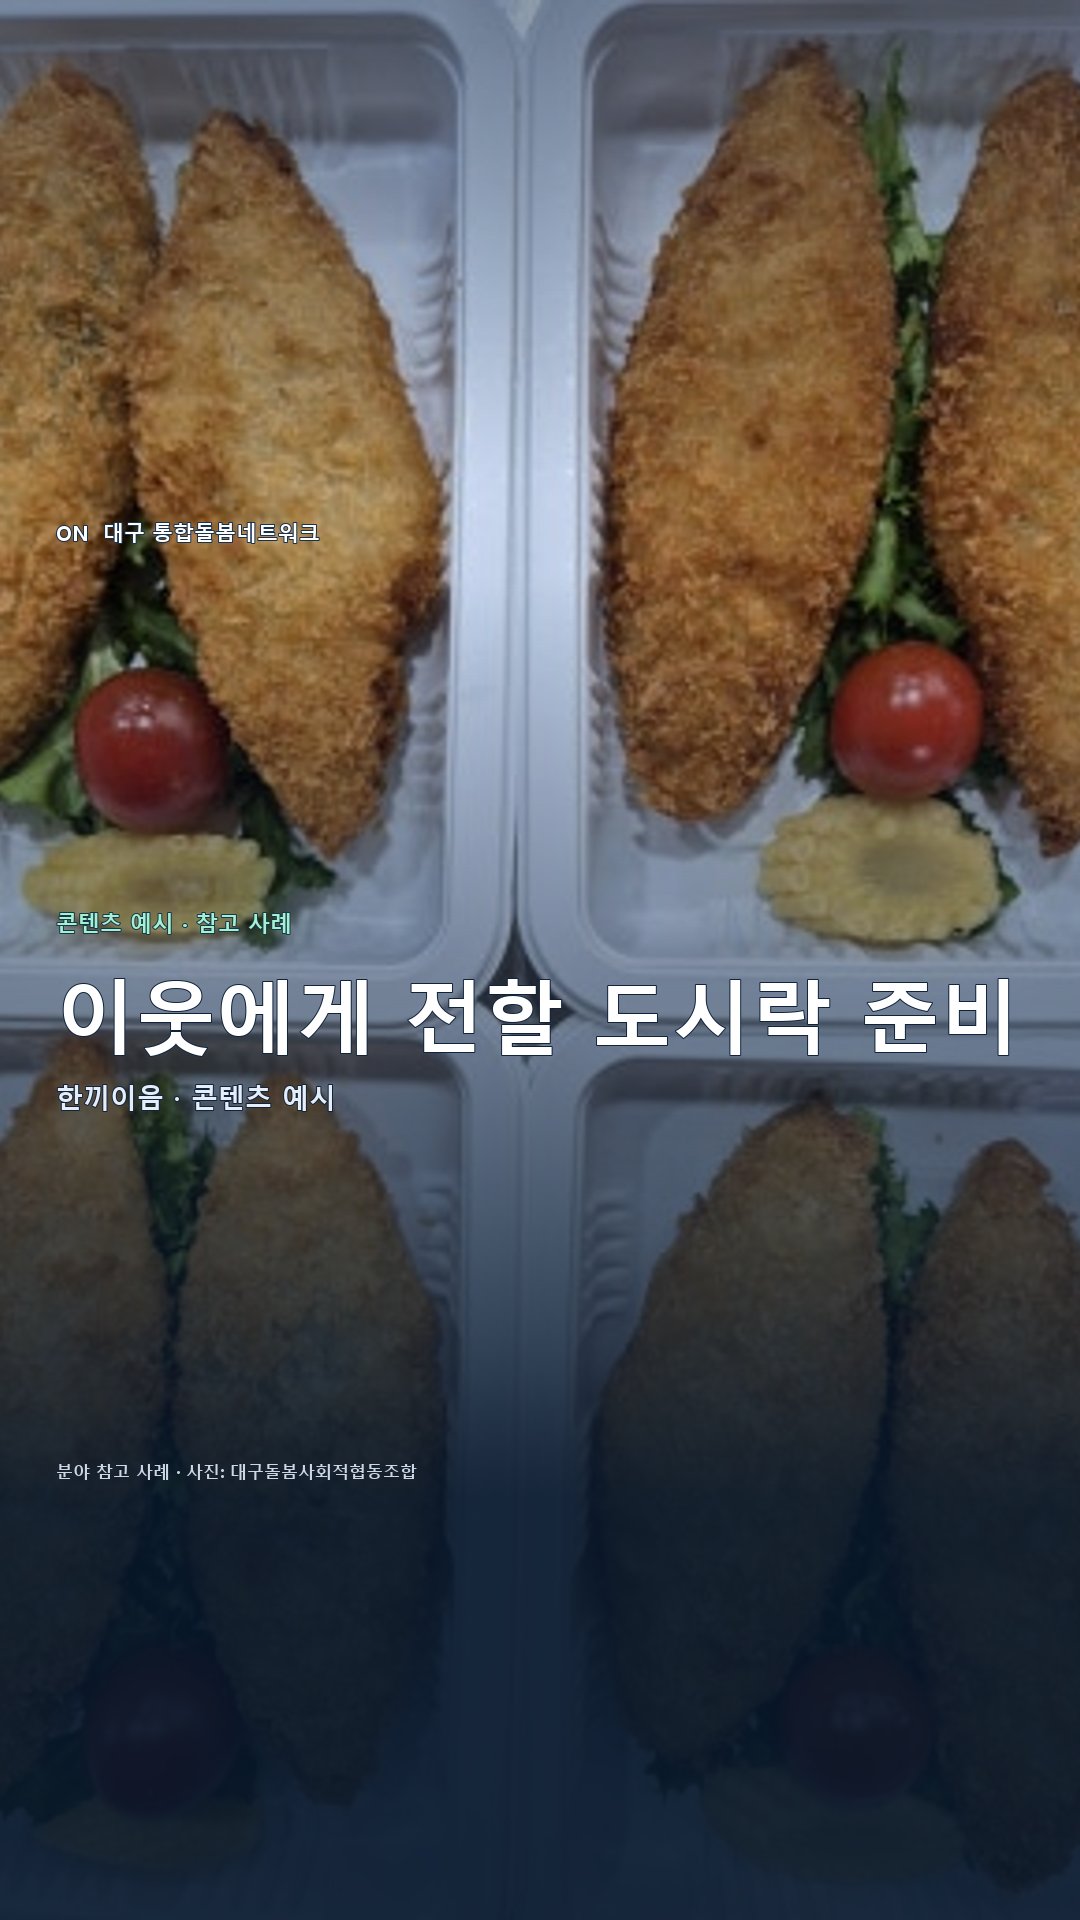 ON 대구 통합돌봄네트워크
콘텐츠 예시 · 참고 사례
이웃에게 전할 도시락 준비
한끼이음 · 콘텐츠 예시
분야 참고 사례 · 사진: 대구돌봄사회적협동조합